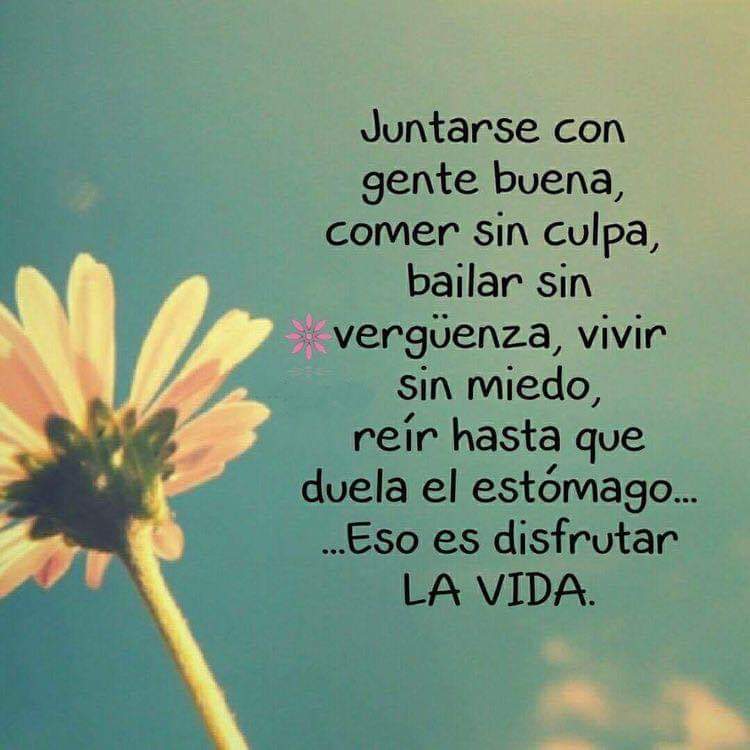 Juntarse con
gente buena,
comer sin culpa,
bailar sin
vergüenza, vivir
sin miedo,
reír hasta que
duela el estómago...
...Eso es disfrutar
LA VIDA.